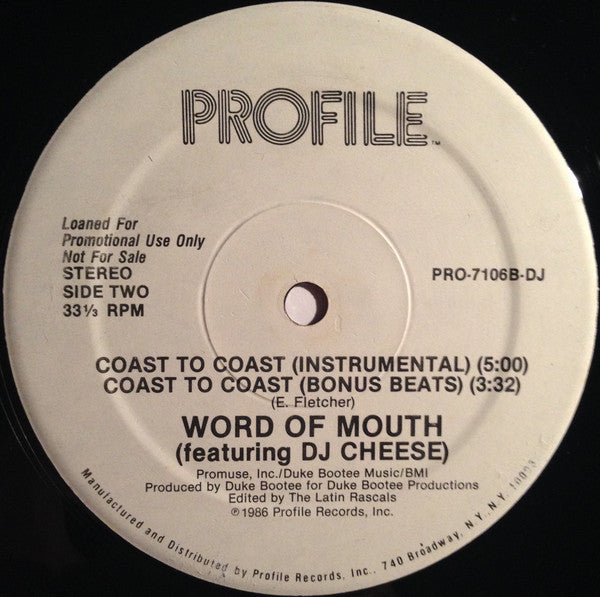 PROFILE™
Loaned For
Promotional Use Only
Not For Sale
STEREO
SIDE TWO
33⅓ RPM
PRO-7106B-DJ
COAST TO COAST (INSTRUMENTAL) (5:00)
COAST TO COAST (BONUS BEATS) (3:32)
(E. Fletcher)
WORD OF MOUTH
(featuring DJ CHEESE)
Promuse, Inc./Duke Bootee Music/BMI
Produced by Duke Bootee for Duke Bootee Productions
Edited by The Latin Rascals
℗1986 Profile Records, Inc.
Manufactured and Distributed by Profile Records, Inc., 740 Broadway, N.Y., N.Y.